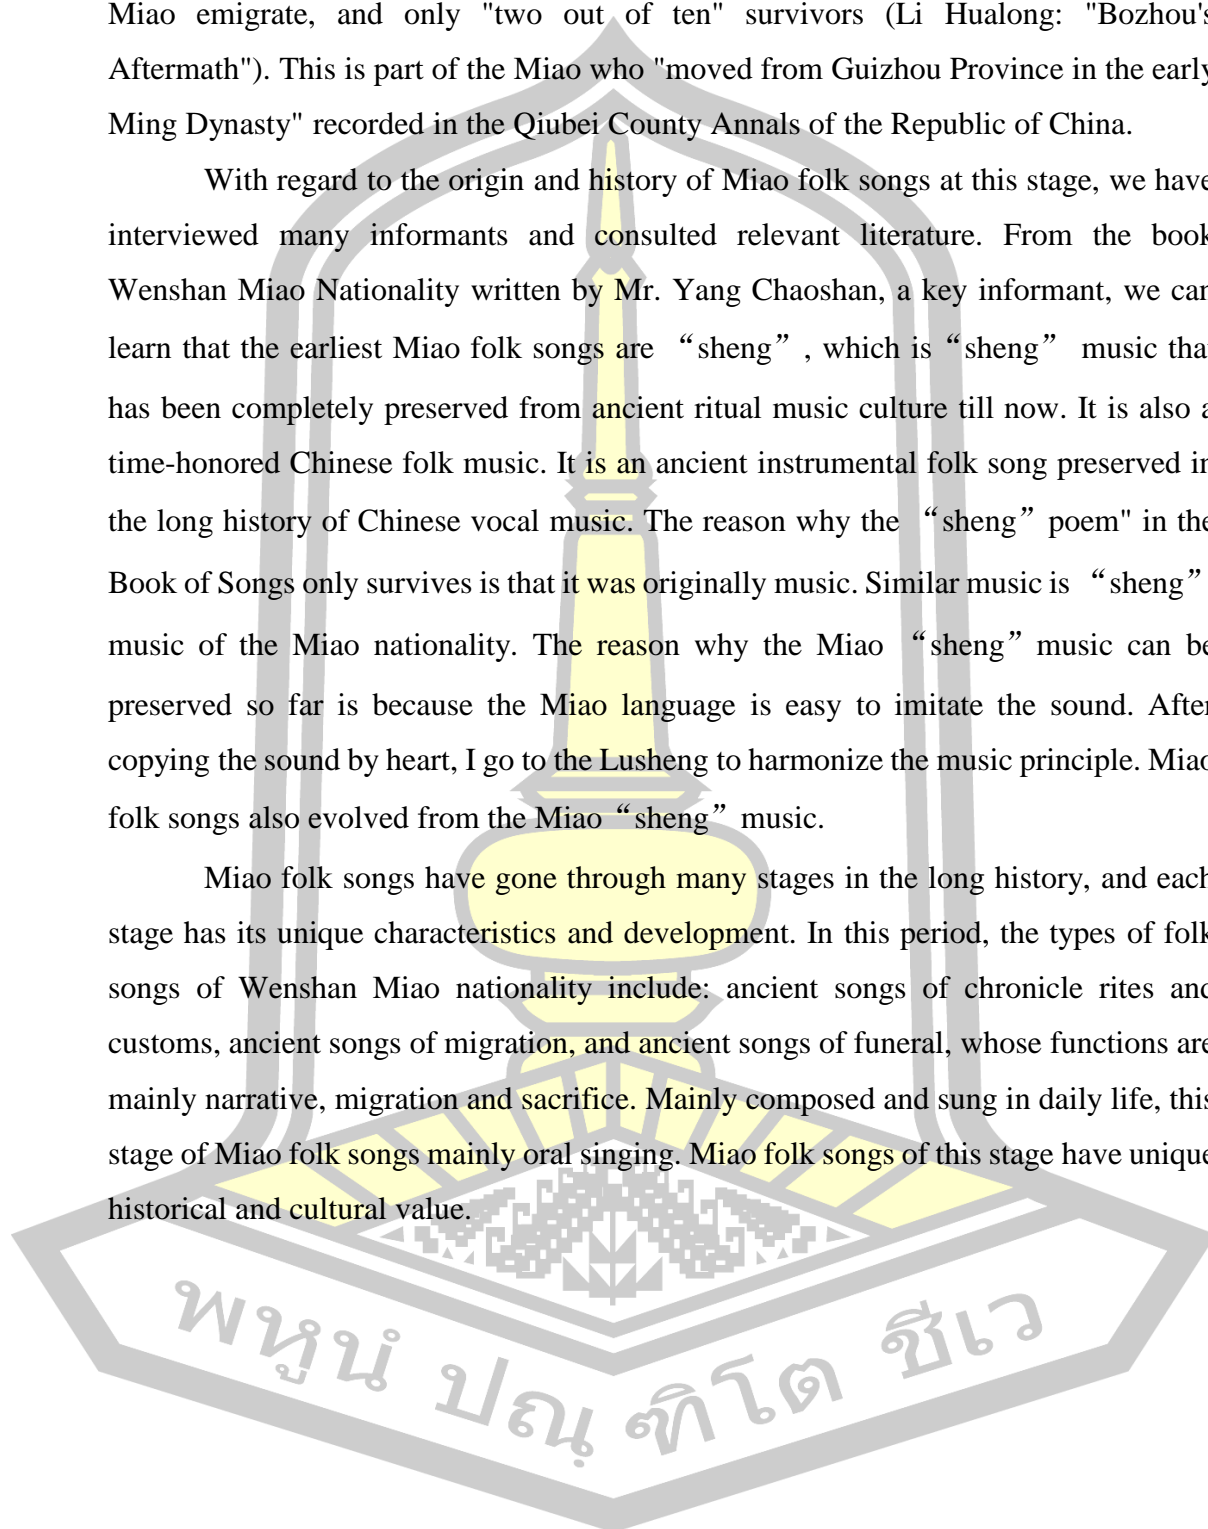 Miao emigrate, and only "two out of ten" survivors (Li Hualong: "Bozhou's
Aftermath"). This is part of the Miao who "moved from Guizhou Province in the early
Ming Dynasty" recorded in the Qiubei County Annals of the Republic of China.
With regard to the origin and history of Miao folk songs at this stage, we have
interviewed many informants and consulted relevant literature. From the book
Wenshan Miao Nationality written by Mr. Yang Chaoshan, a key informant, we can
learn that the earliest Miao folk songs are “sheng”, which is “sheng” music that
has been completely preserved from ancient ritual music culture till now. It is also a
time-honored Chinese folk music. It is an ancient instrumental folk song preserved in
the long history of Chinese vocal music. The reason why the “sheng” poem" in the
Book of Songs only survives is that it was originally music. Similar music is “sheng”
music of the Miao nationality. The reason why the Miao “sheng” music can be
preserved so far is because the Miao language is easy to imitate the sound. After
copying the sound by heart, I go to the Lusheng to harmonize the music principle. Miao
folk songs also evolved from the Miao “sheng” music.
Miao folk songs have gone through many stages in the long history, and each
stage has its unique characteristics and development. In this period, the types of folk
songs of Wenshan Miao nationality include: ancient songs of chronicle rites and
customs, ancient songs of migration, and ancient songs of funeral, whose functions are
mainly narrative, migration and sacrifice. Mainly composed and sung in daily life, this
stage of Miao folk songs mainly oral singing. Miao folk songs of this stage have unique
historical and cultural value.
พหูนํ ปณฺฑิโต ชีเว